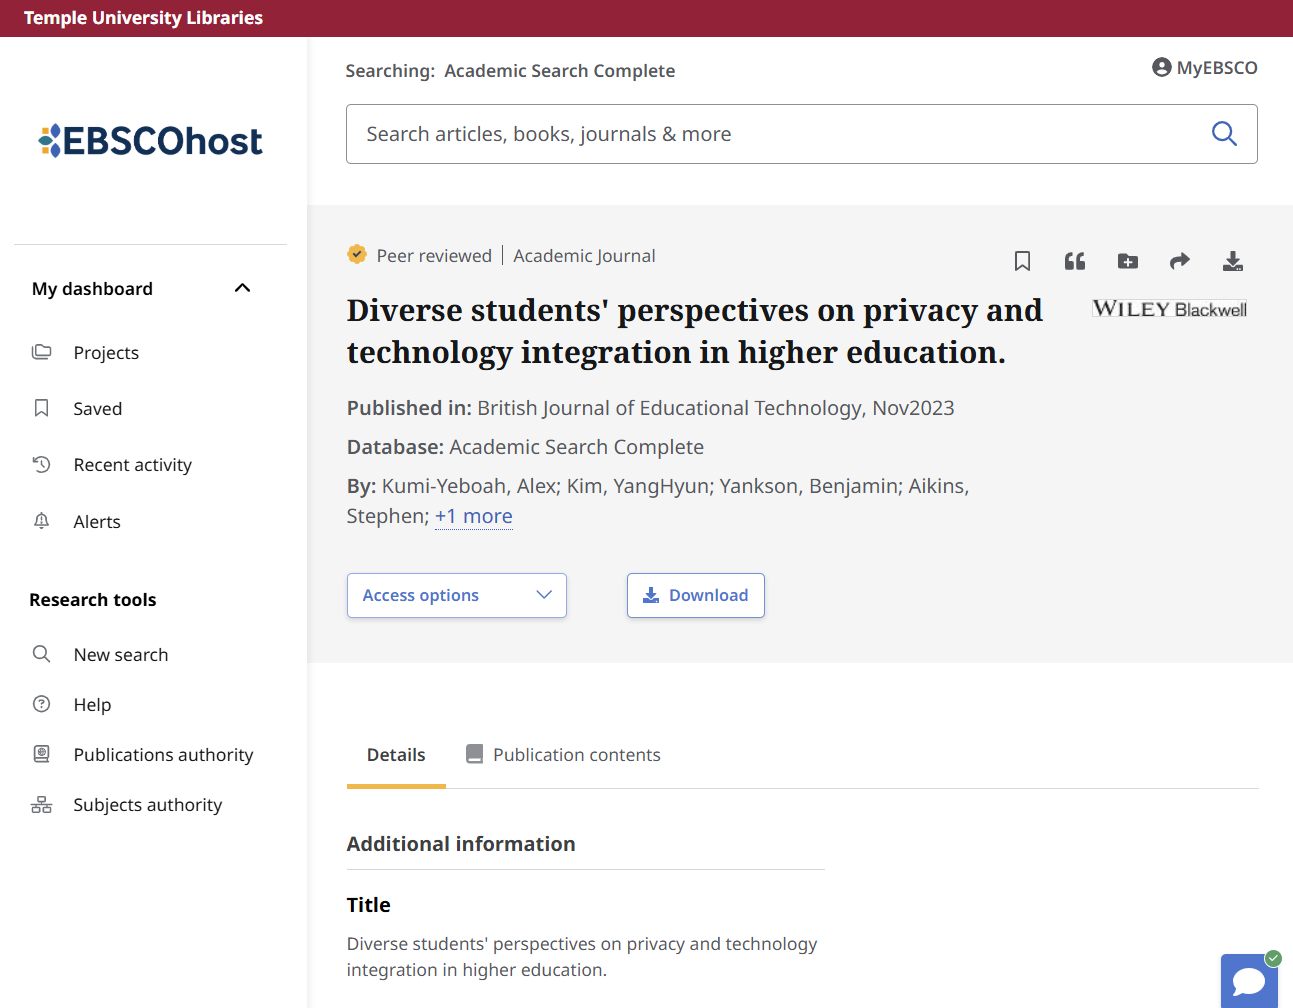 Temple University Libraries
EBSCOhost
My dashboard
Projects
Saved
Recent activity
Alerts
Research tools
New search
Help
Publications authority
Subjects authority
Searching: Academic Search Complete
MyEBSCO
Search articles, books, journals & more
Peer reviewed | Academic Journal
Diverse students' perspectives on privacy and
technology integration in higher education.
WILEY Blackwell
Published in: British Journal of Educational Technology, Nov2023
Database: Academic Search Complete
By: Kumi-Yeboah, Alex; Kim, YangHyun; Yankson, Benjamin; Aikins,
Stephen; +1 more
Access options
Download
Details
Publication contents
Additional information
Title
Diverse students' perspectives on privacy and technology
integration in higher education.